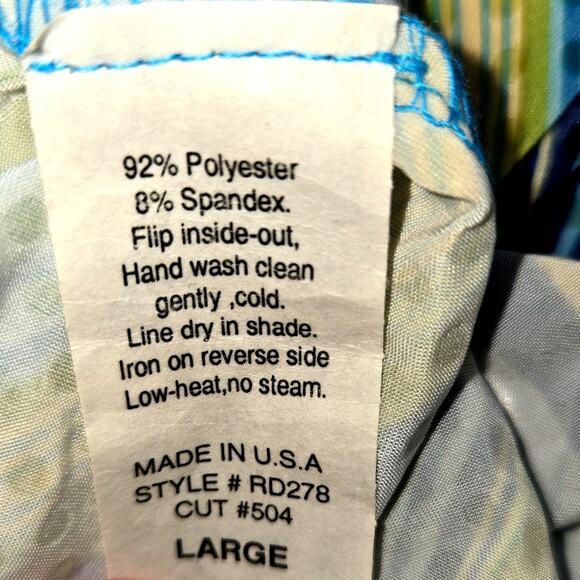 92% Polyester
8% Spandex.
Flip inside-out,
Hand wash clean
gently ,cold.
Line dry in shade.
Iron on reverse side
Low-heat,no steam.
MADE IN U.S.A
STYLE # RD278
CUT #504
LARGE